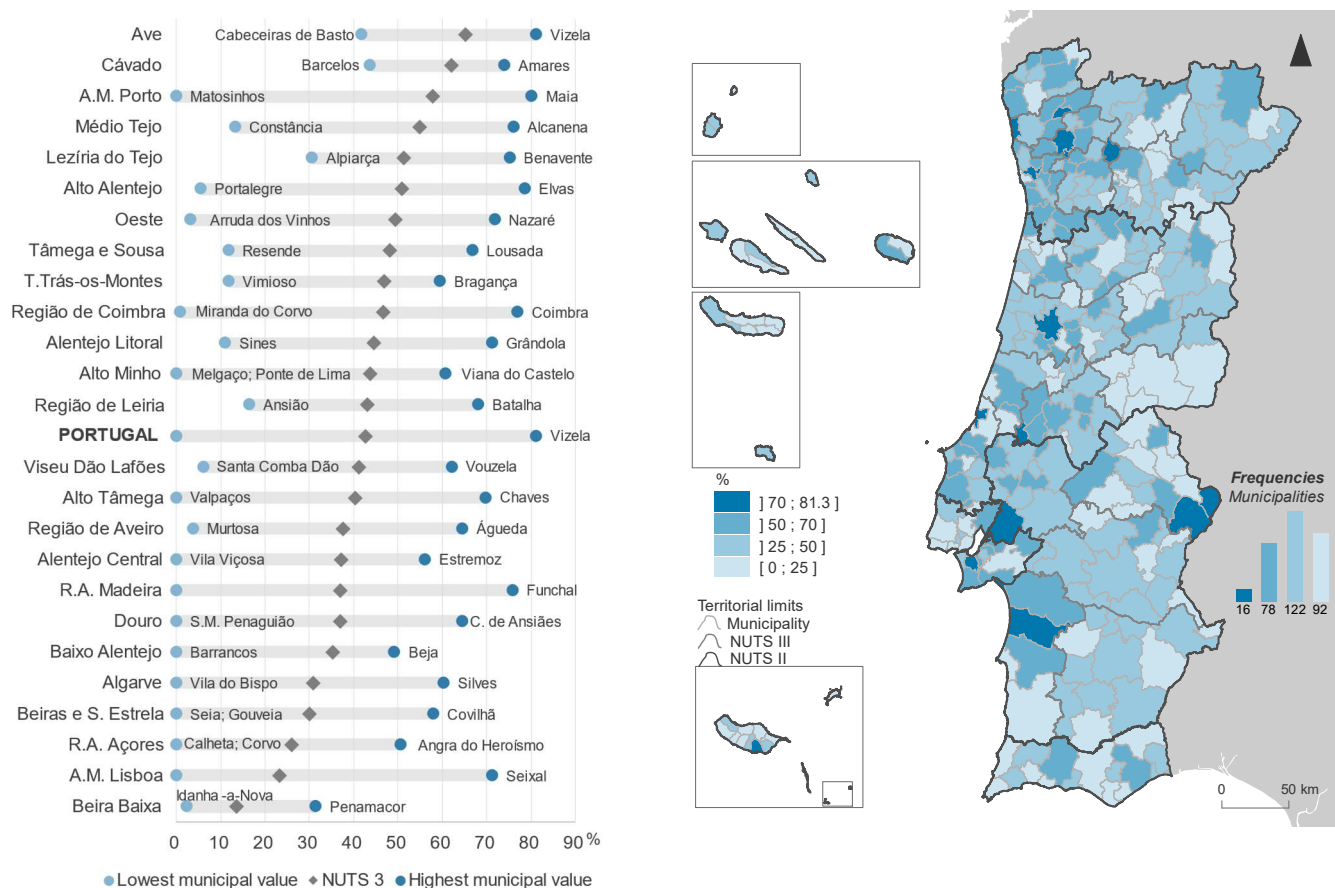 Ave Cabeceiras de Basto Vizela
Cávado Barcelos Amares
A.M. Porto Matosinhos Maia
Médio Tejo Constância Alcanena
Lezíria do Tejo Alpiarça Benavente
Alto Alentejo Portalegre Elvas
Oeste Arruda dos Vinhos Nazaré
Tâmega e Sousa Resende Lousada
T.Trás-os-Montes Vimioso Bragança
Região de Coimbra Miranda do Corvo Coimbra
Alentejo Litoral Sines Grândola
Alto Minho Melgaço; Ponte de Lima Viana do Castelo
Região de Leiria Ansião Batalha
PORTUGAL Vizela
Viseu Dão Lafões Santa Comba Dão Vouzela
Alto Tâmega Valpaços Chaves
Região de Aveiro Murtosa Águeda
Alentejo Central Vila Viçosa Estremoz
R.A. Madeira Funchal
Douro S.M. Penaguião C. de Ansiães
Baixo Alentejo Barrancos Beja
Algarve Vila do Bispo Silves
Beiras e S. Estrela Seia; Gouveia Covilhã
R.A. Açores Calheta; Corvo Angra do Heroísmo
A.M. Lisboa Seixal
Idanha -a-Nova
Beira Baixa Penamacor
0 10 20 30 40 50 60 70 80 90 %
Lowest municipal value NUTS 3 Highest municipal value
%
] 70 ; 81.3 ]
] 50 ; 70 ]
] 25 ; 50 ]
[ 0 ; 25 ]
Territorial limits
Municipality
NUTS III
NUTS II
Frequencies
Municipalities
16 78 122 92
0 50 km